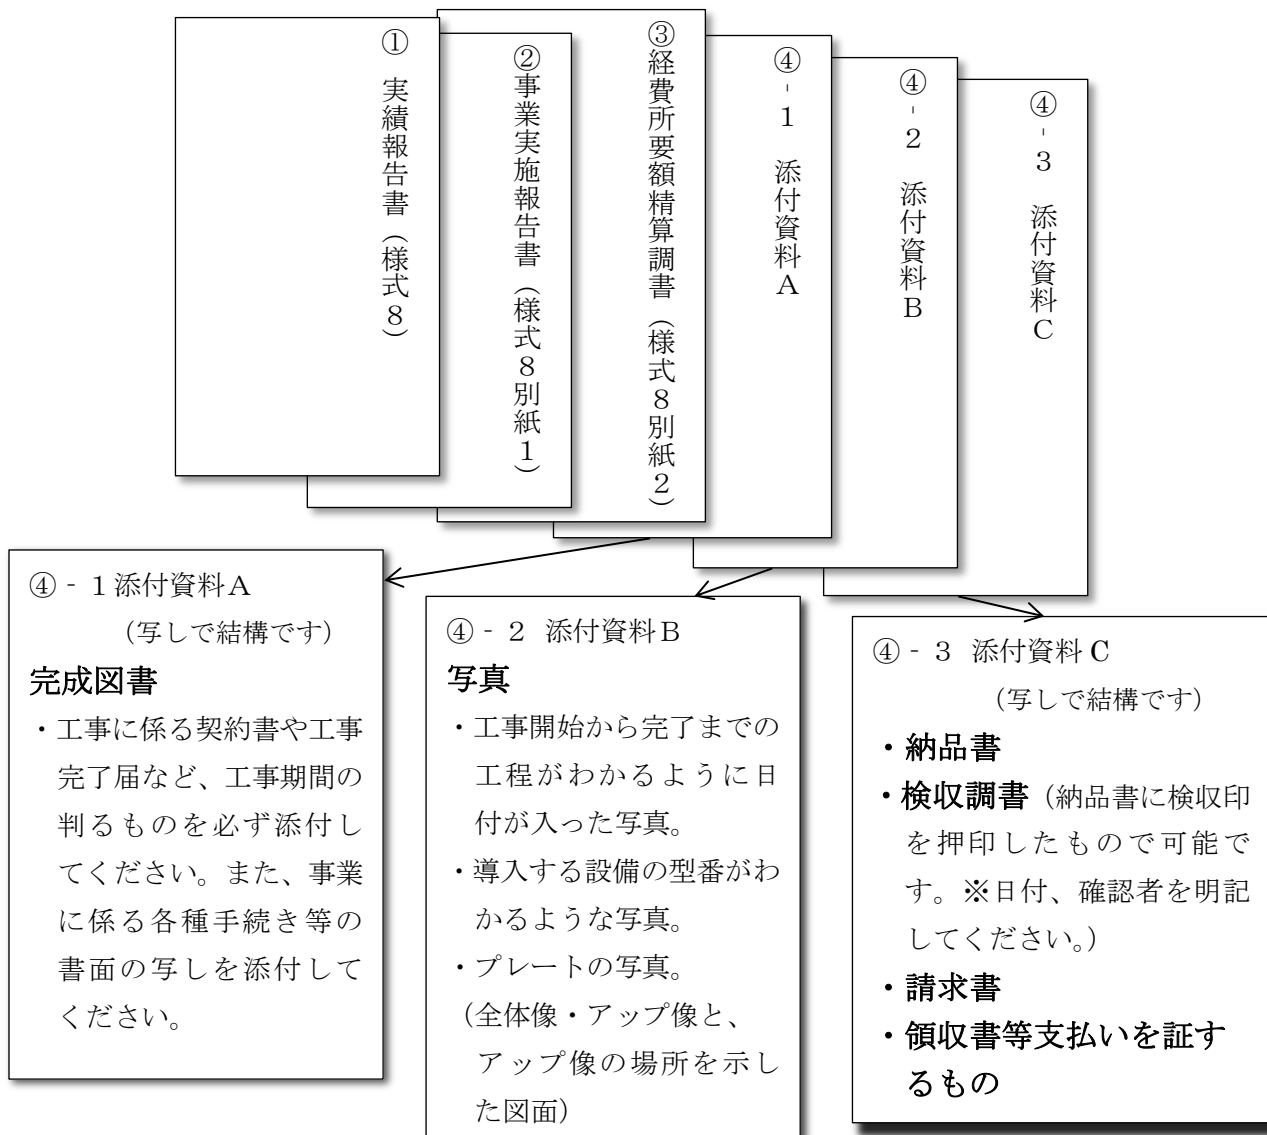 ① 実績報告書（様式８）
②事業実施報告書（様式８別紙１）
③経費所要額精算調書（様式８別紙２）
④‐１ 添付資料Ａ
④‐２ 添付資料Ｂ
④‐３ 添付資料Ｃ
④‐１添付資料Ａ
（写しで結構です）
完成図書
・工事に係る契約書や工事
完了届など、工事期間の
判るものを必ず添付し
てください。また、事業
に係る各種手続き等の
書面の写しを添付して
ください。
④‐２ 添付資料Ｂ
写真
・工事開始から完了までの
工程がわかるように日
付が入った写真。
・導入する設備の型番がわ
かるような写真。
・プレートの写真。
（全体像・アップ像と、
アップ像の場所を示し
た図面）
④‐３ 添付資料 C
（写しで結構です）
・納品書
・検収調書（納品書に検収印
を押印したもので可能で
す。※日付、確認者を明記
してください。）
・請求書
・領収書等支払いを証す
るもの